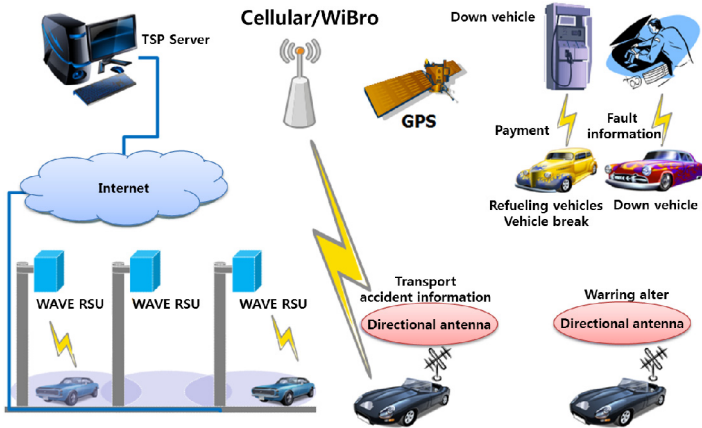 Cellular/WiBro
Down vehicle
TSP Server
GPS
Payment
Fault
information
Internet
Refueling vehicles
Vehicle break
Down vehicle
WAVE RSU
WAVE RSU
WAVE RSU
Transport
accident information
Directional antenna
Warring alter
Directional antenna